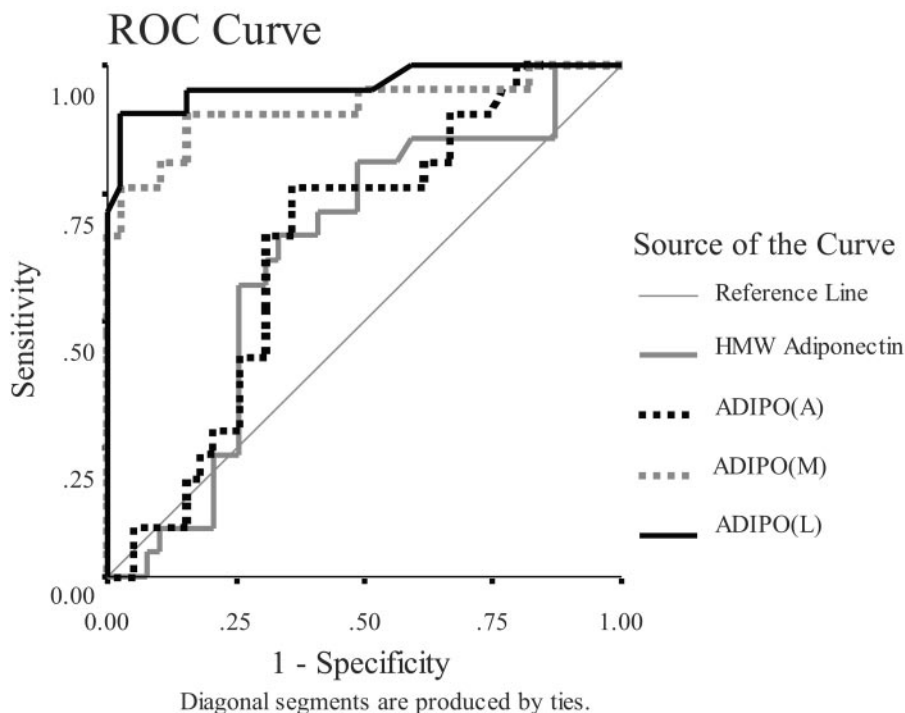 ROC Curve
1.00
.75
.50
.25
0.00
Sensitivity
0.00 .25 .50 .75 1.00
1 - Specificity
Diagonal segments are produced by ties.
Source of the Curve
Reference Line
HMW Adiponectin
ADIPO(A)
ADIPO(M)
ADIPO(L)